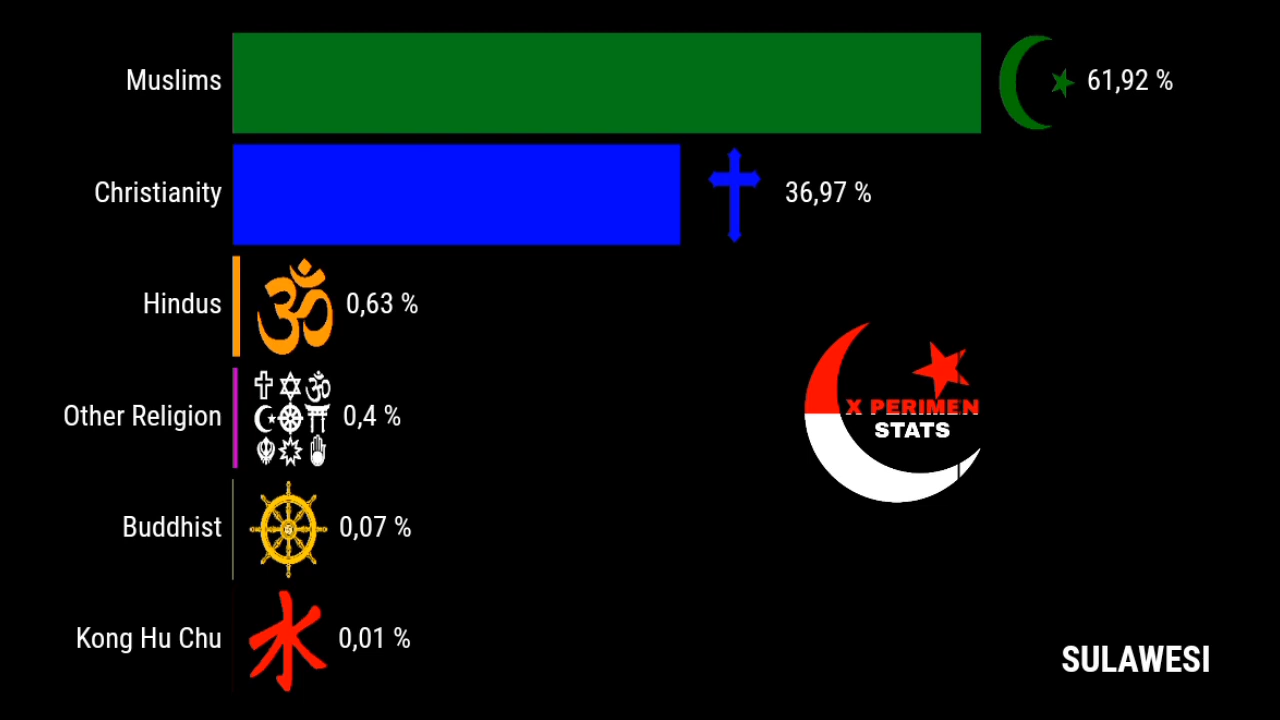 Muslims 61,92 %
Christianity 36,97 %
Hindus 0,63 %
Other Religion 0,4 %
X PERIMEN
STATS
Buddhist 0,07 %
Kong Hu Chu 0,01 %
SULAWESI